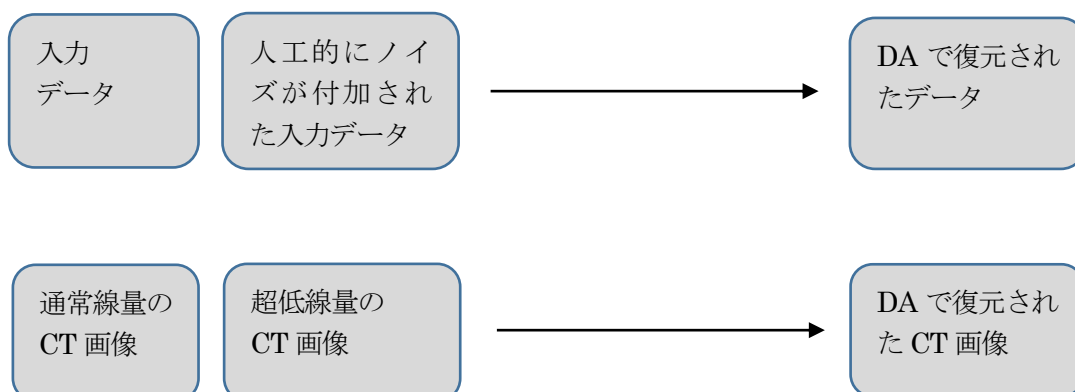 入力
データ
人工的にノイ
ズが付加され
た入力データ
DA で復元され
たデータ
通常線量の
CT 画像
超低線量の
CT 画像
DA で復元され
た CT 画像